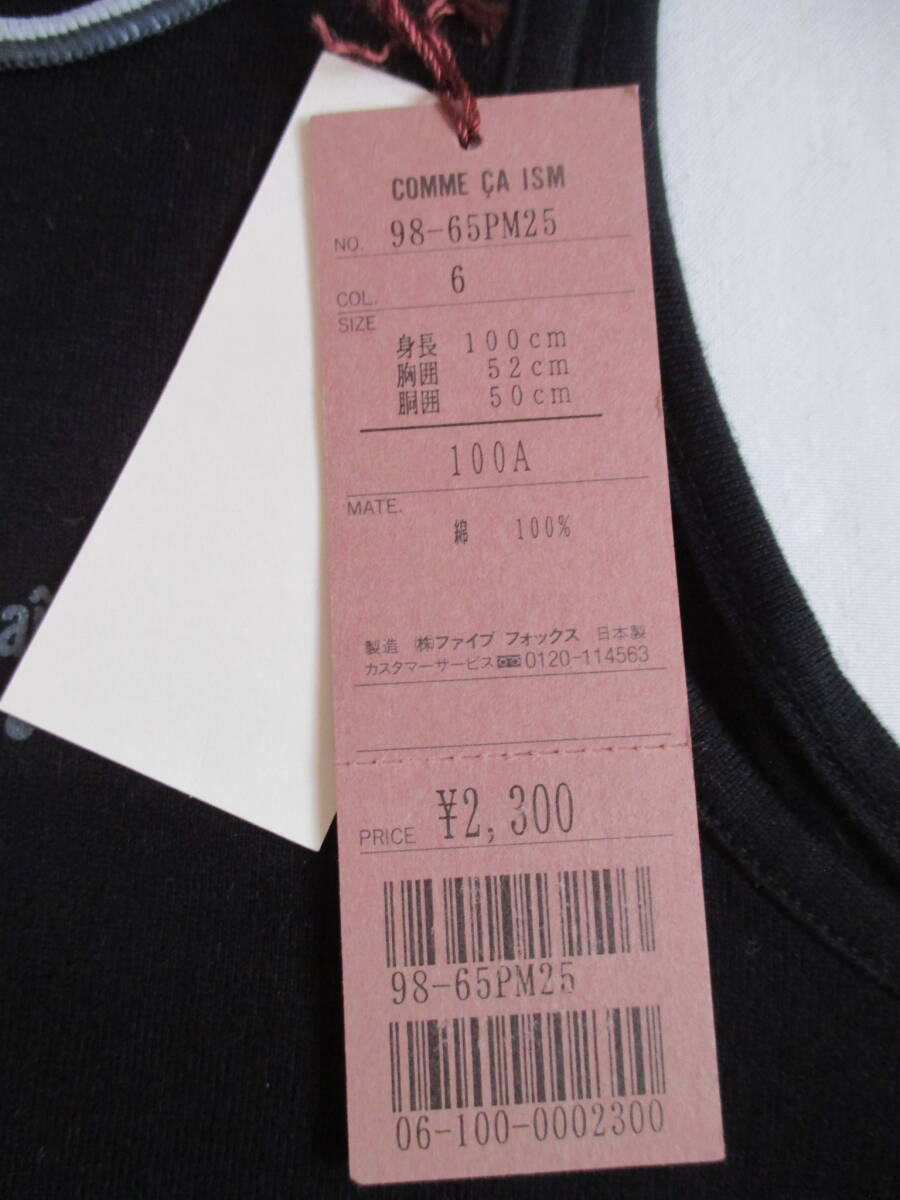 COMME ÇA ISM
NO. 98-65PM25
COL. 6
SIZE
身長 100cm
胸囲 52cm
胴囲 50cm
100A
MATE.
綿 100%
製造 ㈱ファイブ フォックス 日本製
カスタマーサービス 0120-114563
PRICE ¥2,300
98-65PM25
06-100-0002300